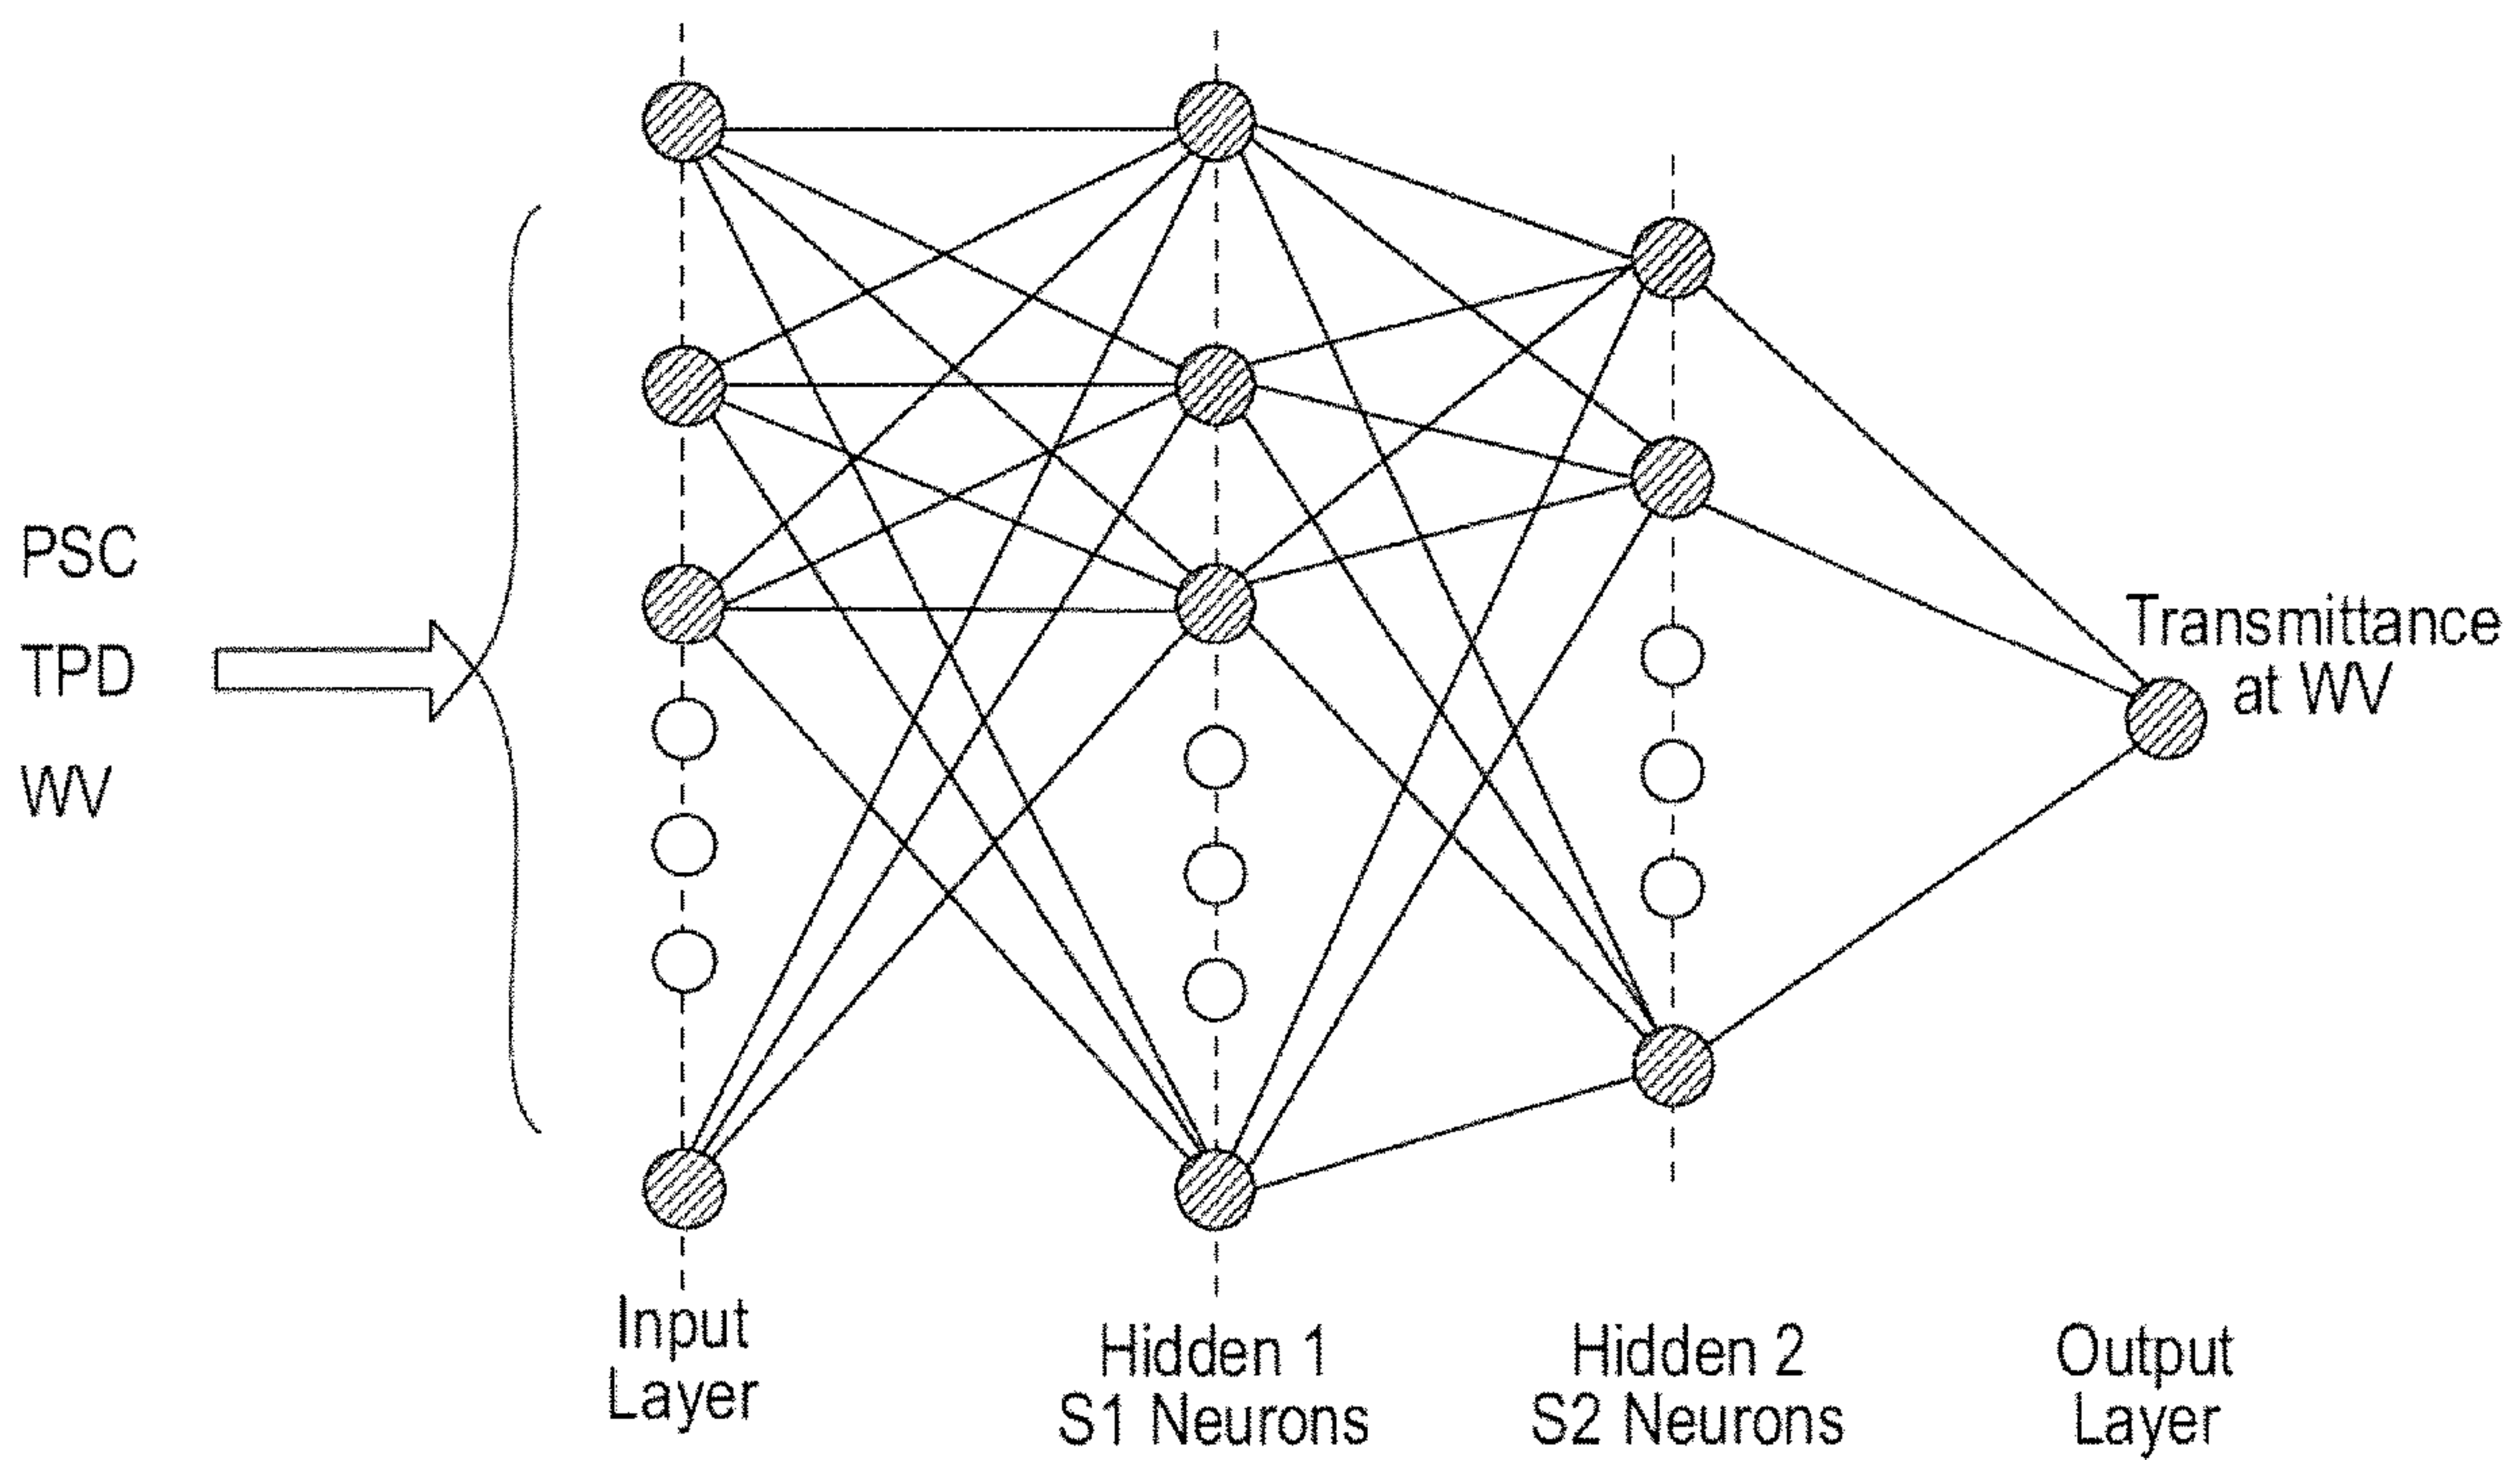 PSC
TPD
WV
Transmittance
at WV
Input
Layer
Hidden 1
S1 Neurons
Hidden 2
S2 Neurons
Output
Layer